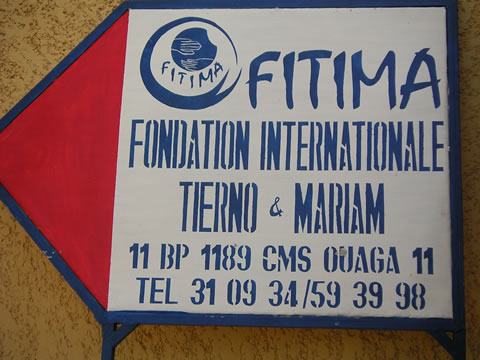 FITIMA
FITIMA
FONDATION INTERNATIONALE
TIERNO & MARIAM
11 BP 1189 CMS OUAGA 11
TEL 31 09 34/59 39 98